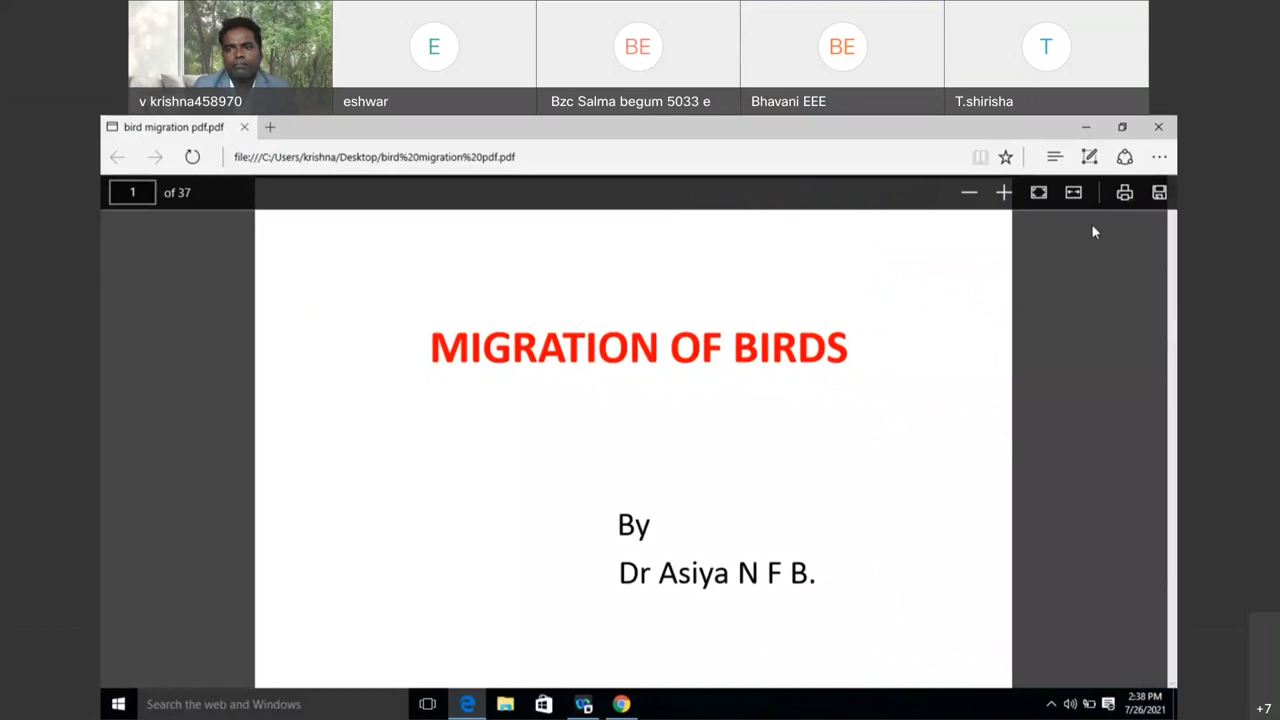 E
BE
BE
T
v krishna458970
eshwar
Bzc Salma begum 5033 e
Bhavani EEE
T.shirisha
bird migration pdf.pdf
file:///C:/Users/krishna/Desktop/bird%20migration%20pdf.pdf
1 of 37
MIGRATION OF BIRDS
By
Dr Asiya N F B.
Search the web and Windows
2:38 PM
7/26/2021
+7